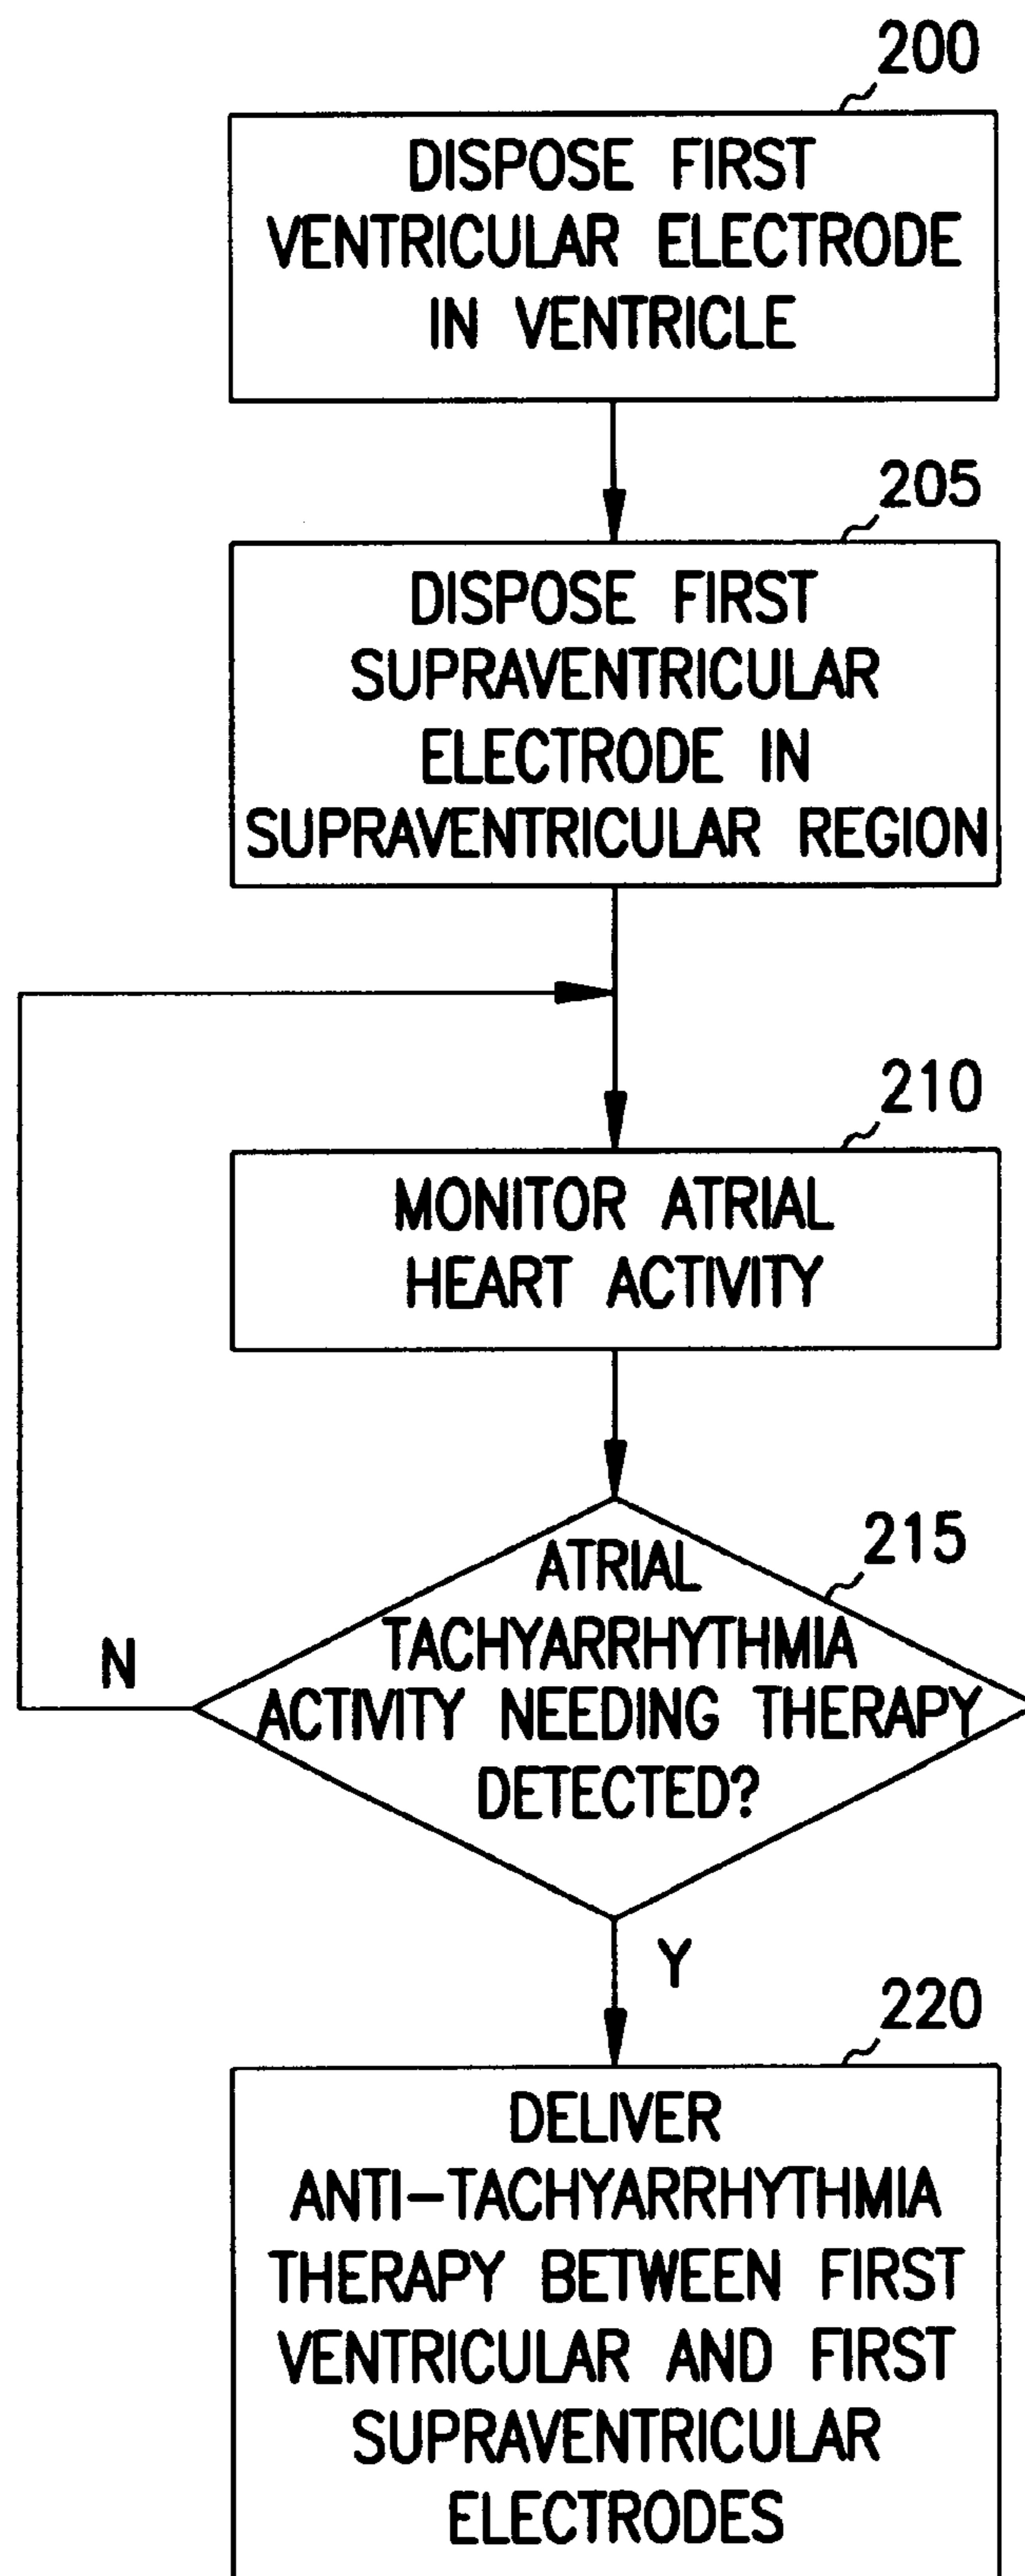 200
DISPOSE FIRST
VENTRICULAR ELECTRODE
IN VENTRICLE
205
DISPOSE FIRST
SUPRAVENTRICULAR
ELECTRODE IN
SUPRAVENTRICULAR REGION
210
MONITOR ATRIAL
HEART ACTIVITY
215
ATRIAL
TACHYARRHYTHMIA
ACTIVITY NEEDING THERAPY
DETECTED?
N
Y
220
DELIVER
ANTI-TACHYARRHYTHMIA
THERAPY BETWEEN FIRST
VENTRICULAR AND FIRST
SUPRAVENTRICULAR
ELECTRODES